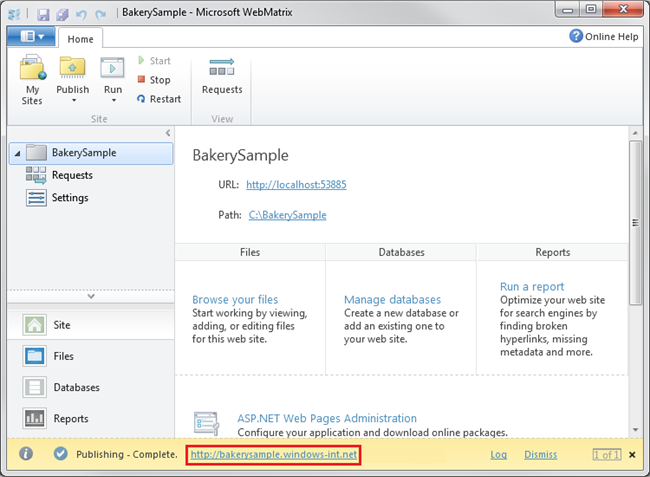 BakerySample - Microsoft WebMatrix
Home
Online Help
My Sites
Publish
Run
Start
Stop
Restart
Requests
Site
View
BakerySample
Requests
Settings
Site
Files
Databases
Reports
BakerySample
URL: http://localhost:53885
Path: C:\BakerySample
Files
Databases
Reports
Browse your files
Start working by viewing,
adding, or editing files
for this web site.
Manage databases
Create a new database or
add an existing one to
your web site.
Run a report
Optimize your web site
for search engines by
finding broken
hyperlinks, missing
metadata and more.
ASP.NET Web Pages Administration
Configure your application and download online packages.
Publishing - Complete. http://bakerysample.windows-int.net
Log
Dismiss
1 of 1